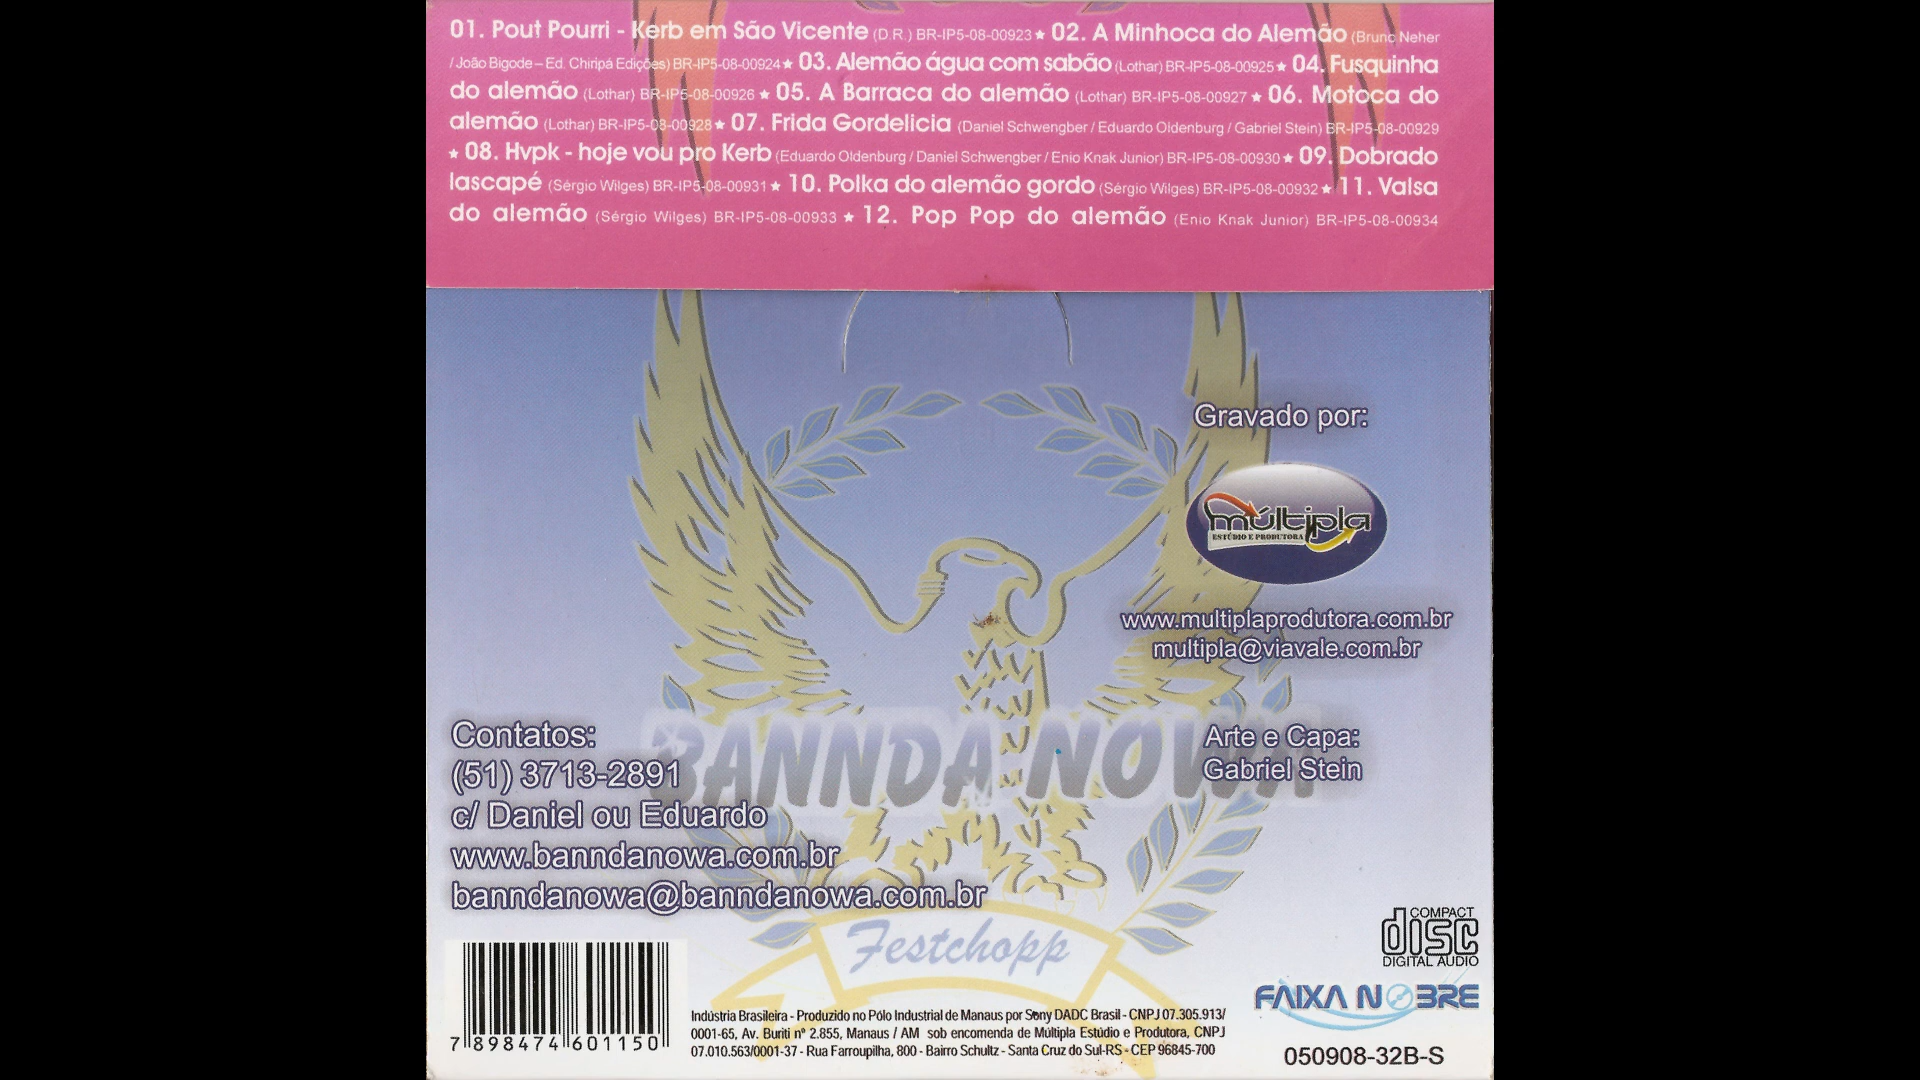 01. Pout Pourri - Kerb em São Vicente (D.R.) BR-IP5-08-00923 ★ 02. A Minhoca do Alemão (Bruno Neher
/ João Bigode – Ed. Chiripá Edições) BR-IP5-08-00924 ★ 03. Alemão água com sabão (Lothar) BR-IP5-08-00925 ★ 04. Fusquinha
do alemão (Lothar) BR-IP5-08-00926 ★ 05. A Barraca do alemão (Lothar) BR-IP5-08-00927 ★ 06. Motoca do
alemão (Lothar) BR-IP5-08-00928 ★ 07. Frida Gordelicia (Daniel Schwengber / Eduardo Oldenburg / Gabriel Stein) BR-IP5-08-00929
★ 08. Hvpk - hoje vou pro Kerb (Eduardo Oldenburg / Daniel Schwengber / Enio Knak Junior) BR-IP5-08-00930 ★ 09. Dobrado
lascapé (Sérgio Wilges) BR-IP5-08-00931 ★ 10. Polka do alemão gordo (Sérgio Wilges) BR-IP5-08-00932 ★ 11. Valsa
do alemão (Sérgio Wilges) BR-IP5-08-00933 ★ 12. Pop Pop do alemão (Enio Knak Junior) BR-IP5-08-00934
Gravado por:
múltipla
ESTÚDIO E PRODUTORA
www.multiplaprodutora.com.br
multipla@viavale.com.br
BANNDA NOWA
Arte e Capa:
Gabriel Stein
Contatos:
(51) 3713-2891
c/ Daniel ou Eduardo
www.banndanowa.com.br
banndanowa@banndanowa.com.br
Festchopp
COMPACT
disc
DIGITAL AUDIO
FAIXA NOBRE
050908-32B-S
7 898474 601150
Indústria Brasileira - Produzido no Pólo Industrial de Manaus por Sony DADC Brasil - CNPJ 07.305.913/
0001-65, Av. Buriti nº 2.855, Manaus / AM sob encomenda de Múltipla Estúdio e Produtora, CNPJ
07.010.563/0001-37 - Rua Farroupilha, 800 - Bairro Schultz - Santa Cruz do Sul-RS - CEP 96845-700